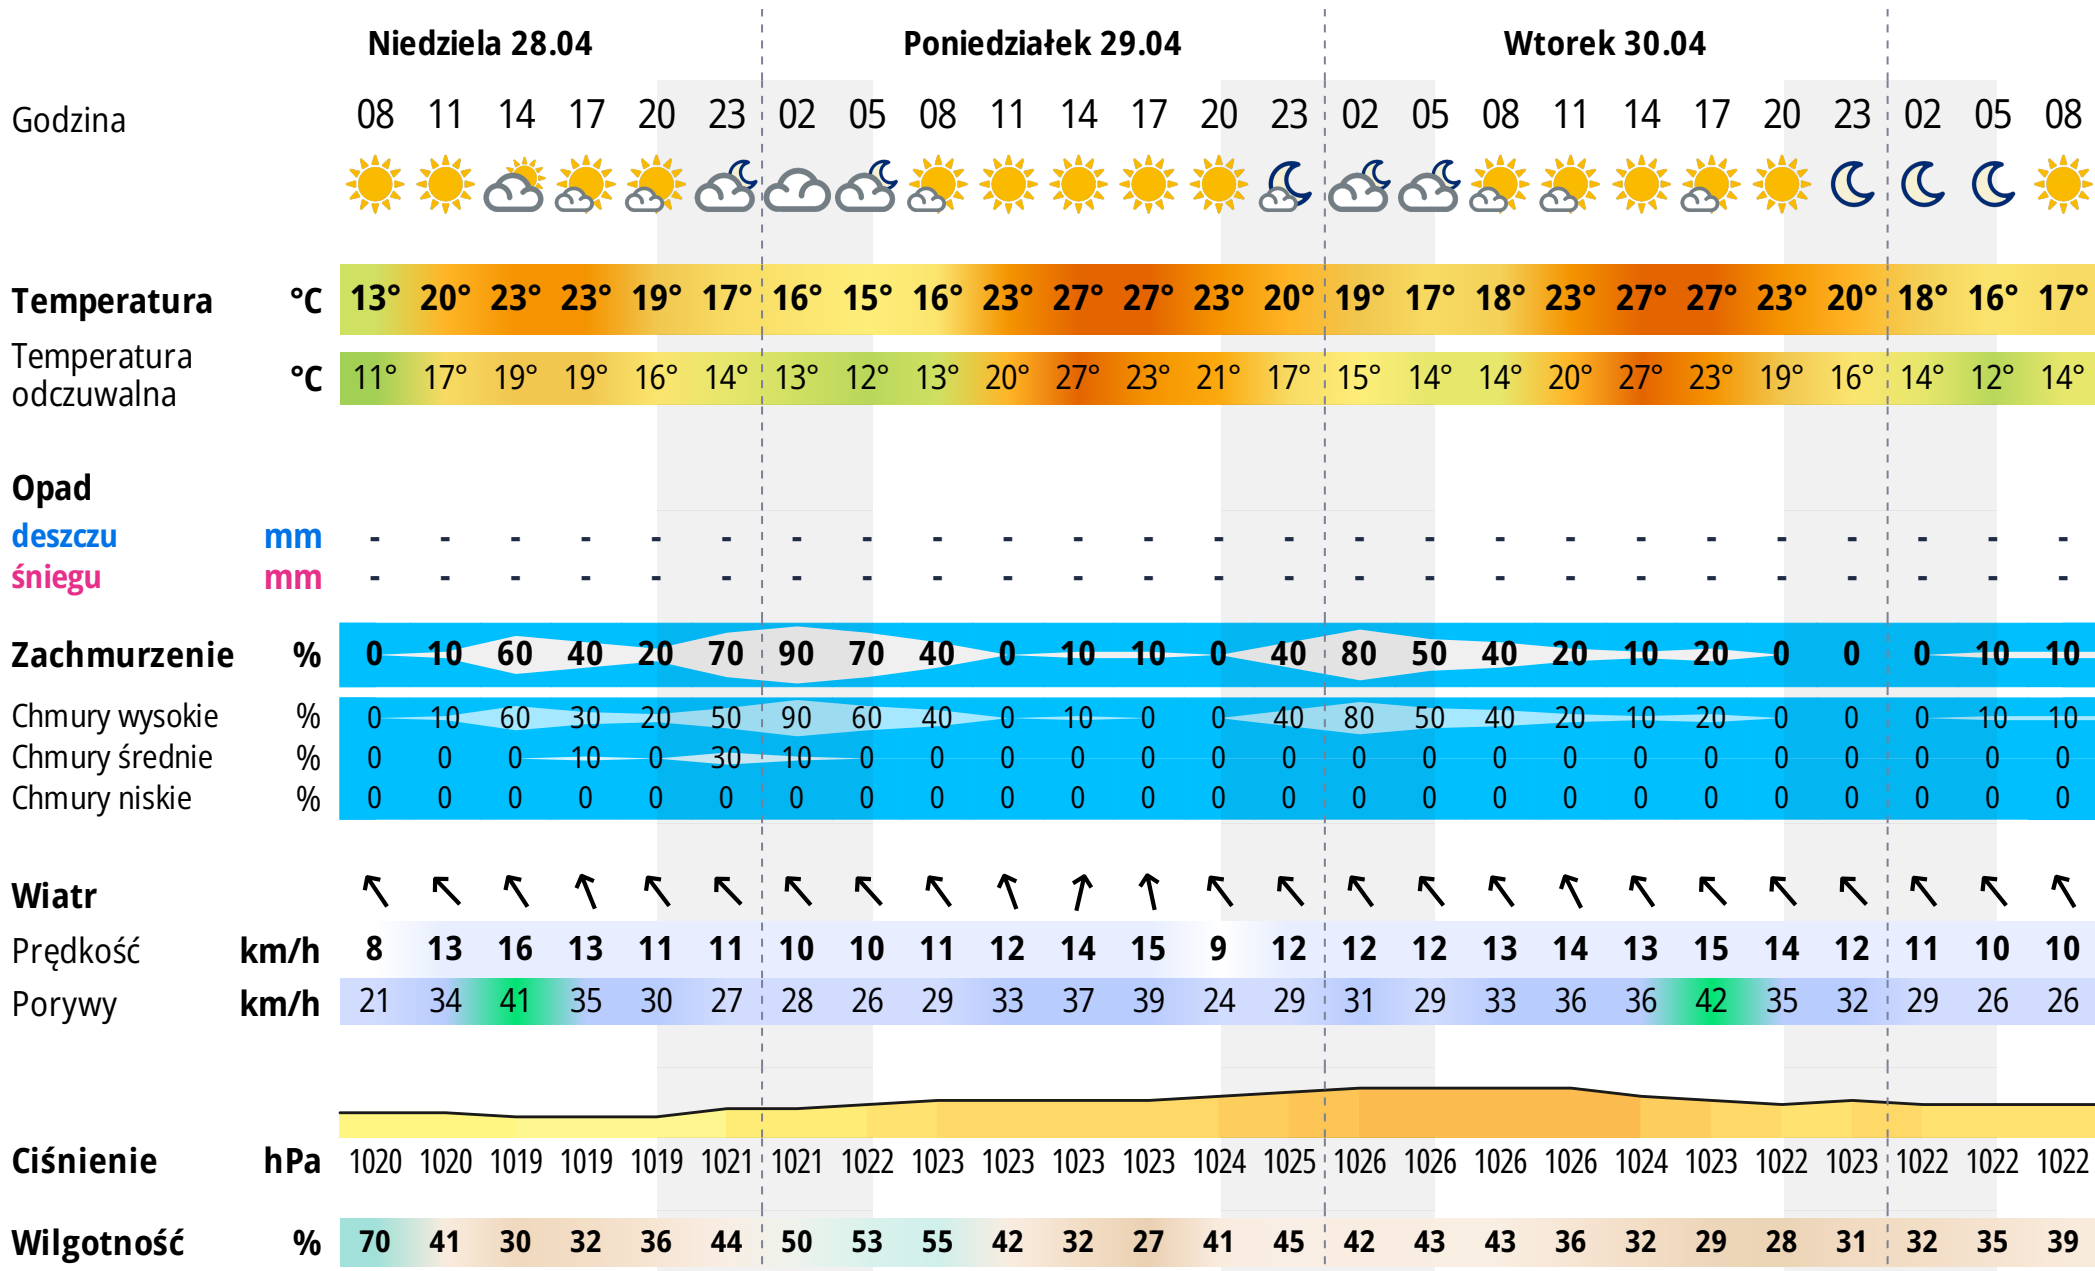 Niedziela 28.04 Poniedziałek 29.04 Wtorek 30.04
Godzina 08 11 14 17 20 23 02 05 08 11 14 17 20 23 02 05 08 11 14 17 20 23 02 05 08
Temperatura °C 13° 20° 23° 23° 19° 17° 16° 15° 16° 23° 27° 27° 23° 20° 19° 17° 18° 23° 27° 27° 23° 20° 18° 16° 17°
Temperatura
odczuwalna °C 11° 17° 19° 19° 16° 14° 13° 12° 13° 20° 27° 23° 21° 17° 15° 14° 14° 20° 27° 23° 19° 16° 14° 12° 14°
Opad
deszczu mm - - - - - - - - - - - - - - - - - - - - - - - - -
śniegu mm - - - - - - - - - - - - - - - - - - - - - - - - -
Zachmurzenie % 0 10 60 40 20 70 90 70 40 0 10 10 0 40 80 50 40 20 10 20 0 0 0 10 10
Chmury wysokie % 0 10 60 30 20 50 90 60 40 0 10 0 0 40 80 50 40 20 10 20 0 0 0 10 10
Chmury średnie % 0 0 0 10 0 30 10 0 0 0 0 0 0 0 0 0 0 0 0 0 0 0 0 0 0
Chmury niskie % 0 0 0 0 0 0 0 0 0 0 0 0 0 0 0 0 0 0 0 0 0 0 0 0 0
Wiatr
Prędkość km/h 8 13 16 13 11 11 10 10 11 12 14 15 9 12 12 12 13 14 13 15 14 12 11 10 10
Porywy km/h 21 34 41 35 30 27 28 26 29 33 37 39 24 29 31 29 33 36 36 42 35 32 29 26 26
Ciśnienie hPa 1020 1020 1019 1019 1019 1021 1021 1022 1023 1023 1023 1023 1024 1025 1026 1026 1026 1026 1024 1023 1022 1023 1022 1022 1022
Wilgotność % 70 41 30 32 36 44 50 53 55 42 32 27 41 45 42 43 43 36 32 29 28 31 32 35 39